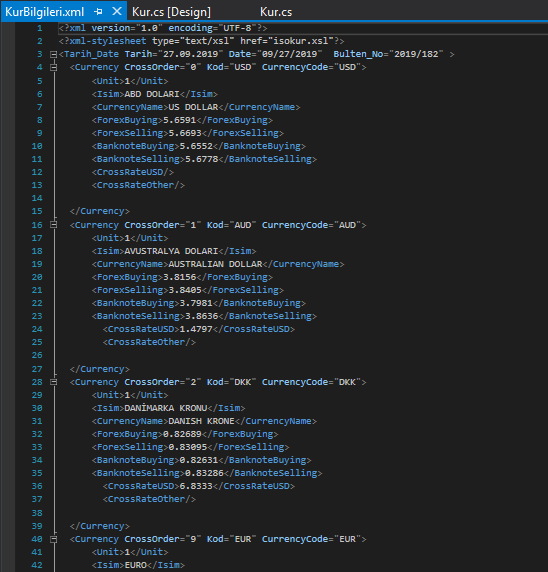 KurBilgileri.xml Kur.cs [Design] Kur.cs
1 <?xml version="1.0" encoding="UTF-8"?>
2 <?xml-stylesheet type="text/xsl" href="isokur.xsl"?>
3 <Tarih_Date Tarih="27.09.2019" Date="09/27/2019"  Bulten_No="2019/182" >
4 <Currency CrossOrder="0" Kod="USD" CurrencyCode="USD">
5 <Unit>1</Unit>
6 <Isim>ABD DOLARI</Isim>
7 <CurrencyName>US DOLLAR</CurrencyName>
8 <ForexBuying>5.6591</ForexBuying>
9 <ForexSelling>5.6693</ForexSelling>
10 <BanknoteBuying>5.6552</BanknoteBuying>
11 <BanknoteSelling>5.6778</BanknoteSelling>
12 <CrossRateUSD/>
13 <CrossRateOther/>
14
15 </Currency>
16 <Currency CrossOrder="1" Kod="AUD" CurrencyCode="AUD">
17 <Unit>1</Unit>
18 <Isim>AVUSTRALYA DOLARI</Isim>
19 <CurrencyName>AUSTRALIAN DOLLAR</CurrencyName>
20 <ForexBuying>3.8156</ForexBuying>
21 <ForexSelling>3.8405</ForexSelling>
22 <BanknoteBuying>3.7981</BanknoteBuying>
23 <BanknoteSelling>3.8636</BanknoteSelling>
24 <CrossRateUSD>1.4797</CrossRateUSD>
25 <CrossRateOther/>
26
27 </Currency>
28 <Currency CrossOrder="2" Kod="DKK" CurrencyCode="DKK">
29 <Unit>1</Unit>
30 <Isim>DANİMARKA KRONU</Isim>
31 <CurrencyName>DANISH KRONE</CurrencyName>
32 <ForexBuying>0.82689</ForexBuying>
33 <ForexSelling>0.83095</ForexSelling>
34 <BanknoteBuying>0.82631</BanknoteBuying>
35 <BanknoteSelling>0.83286</BanknoteSelling>
36 <CrossRateUSD>6.8333</CrossRateUSD>
37 <CrossRateOther/>
38
39 </Currency>
40 <Currency CrossOrder="9" Kod="EUR" CurrencyCode="EUR">
41 <Unit>1</Unit>
42 <Isim>EURO</Isim>